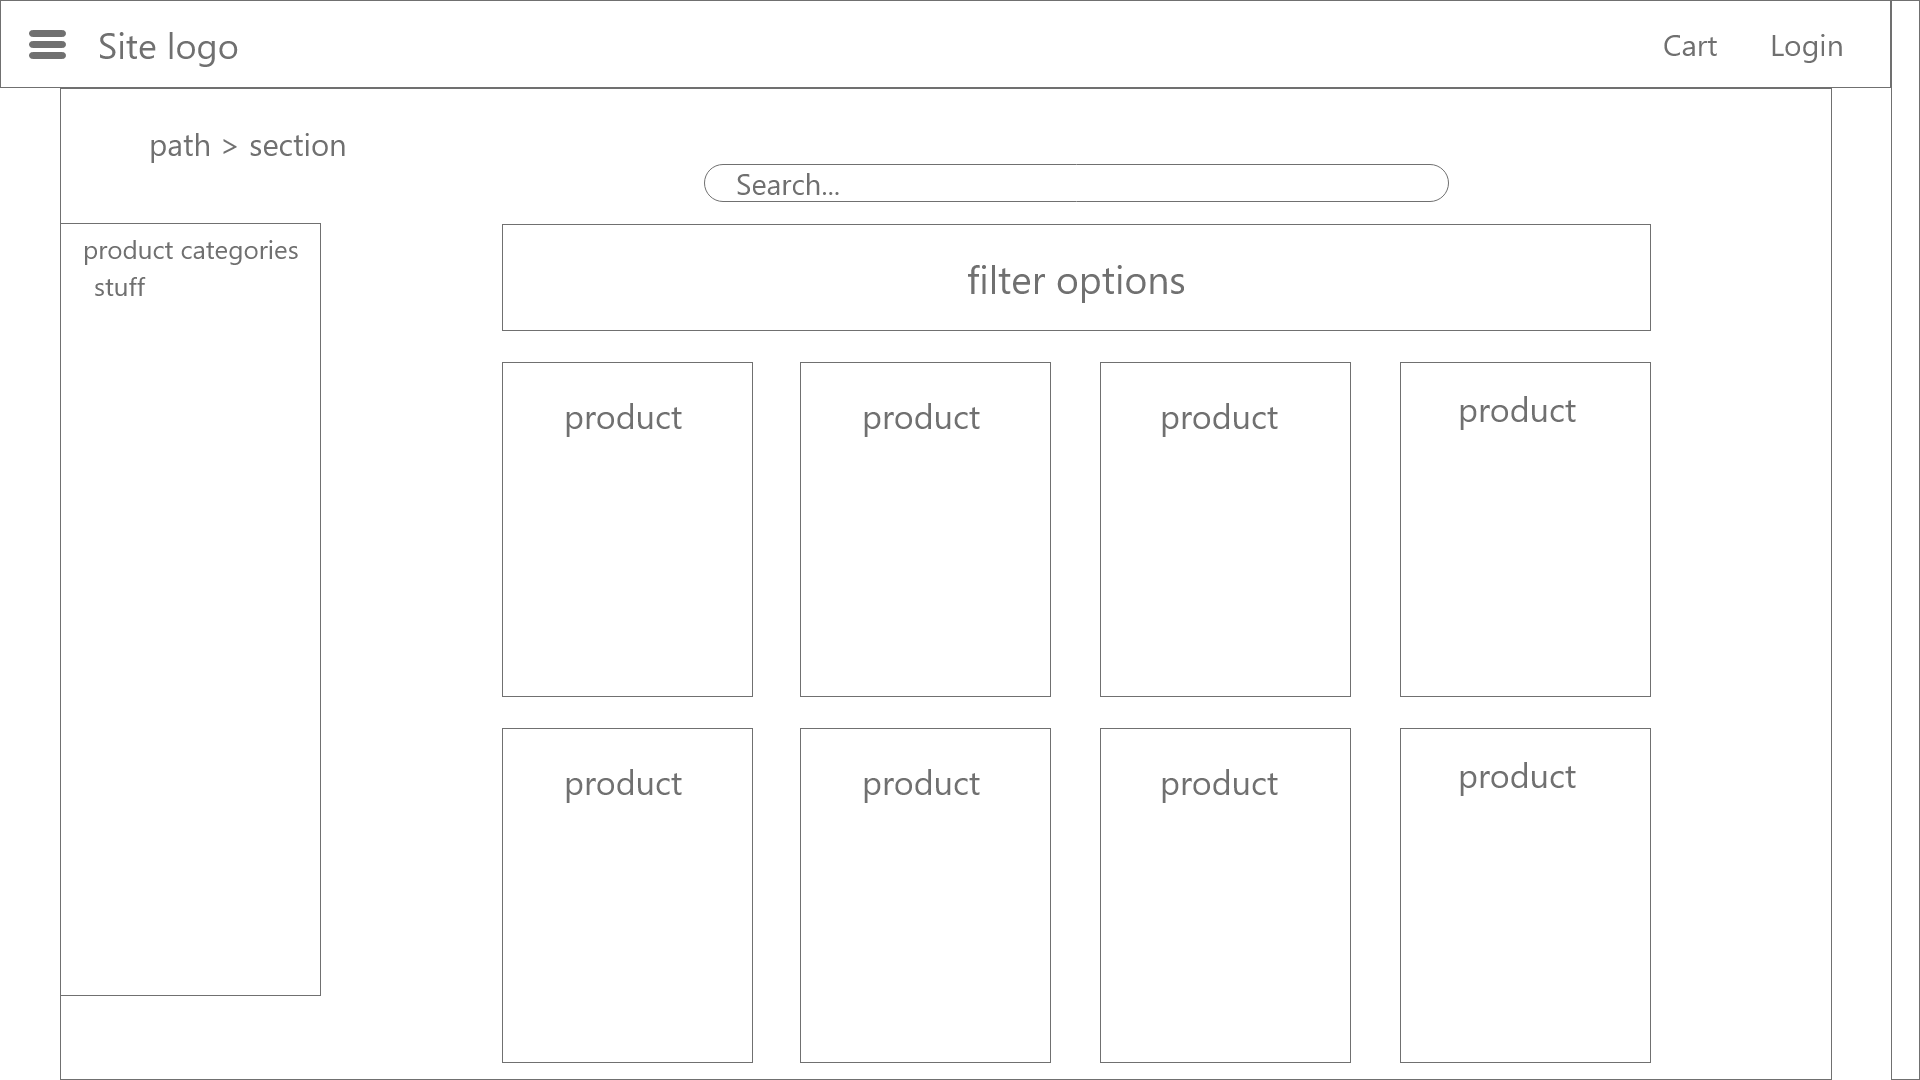 Site logo
Cart
Login
path > section
Search...
product categories
stuff
filter options
product
product
product
product
product
product
product
product